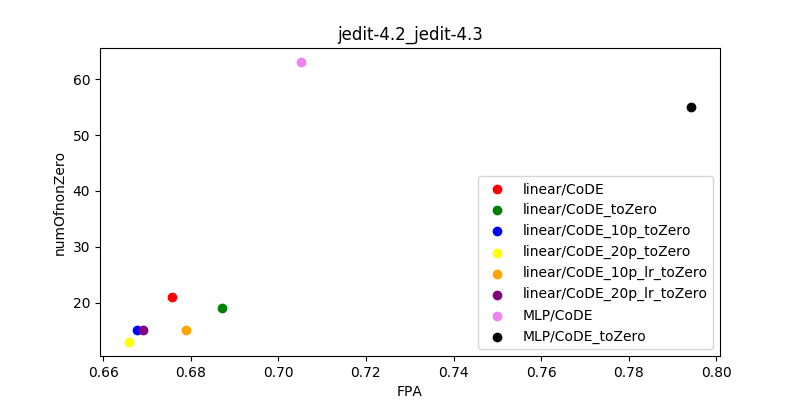 jedit-4.2_jedit-4.3
numOfnonZero
60
50
40
30
20
linear/CoDE
linear/CoDE_toZero
linear/CoDE_10p_toZero
linear/CoDE_20p_toZero
linear/CoDE_10p_lr_toZero
linear/CoDE_20p_lr_toZero
MLP/CoDE
MLP/CoDE_toZero
0.66 0.68 0.70 0.72 0.74 0.76 0.78 0.80
FPA